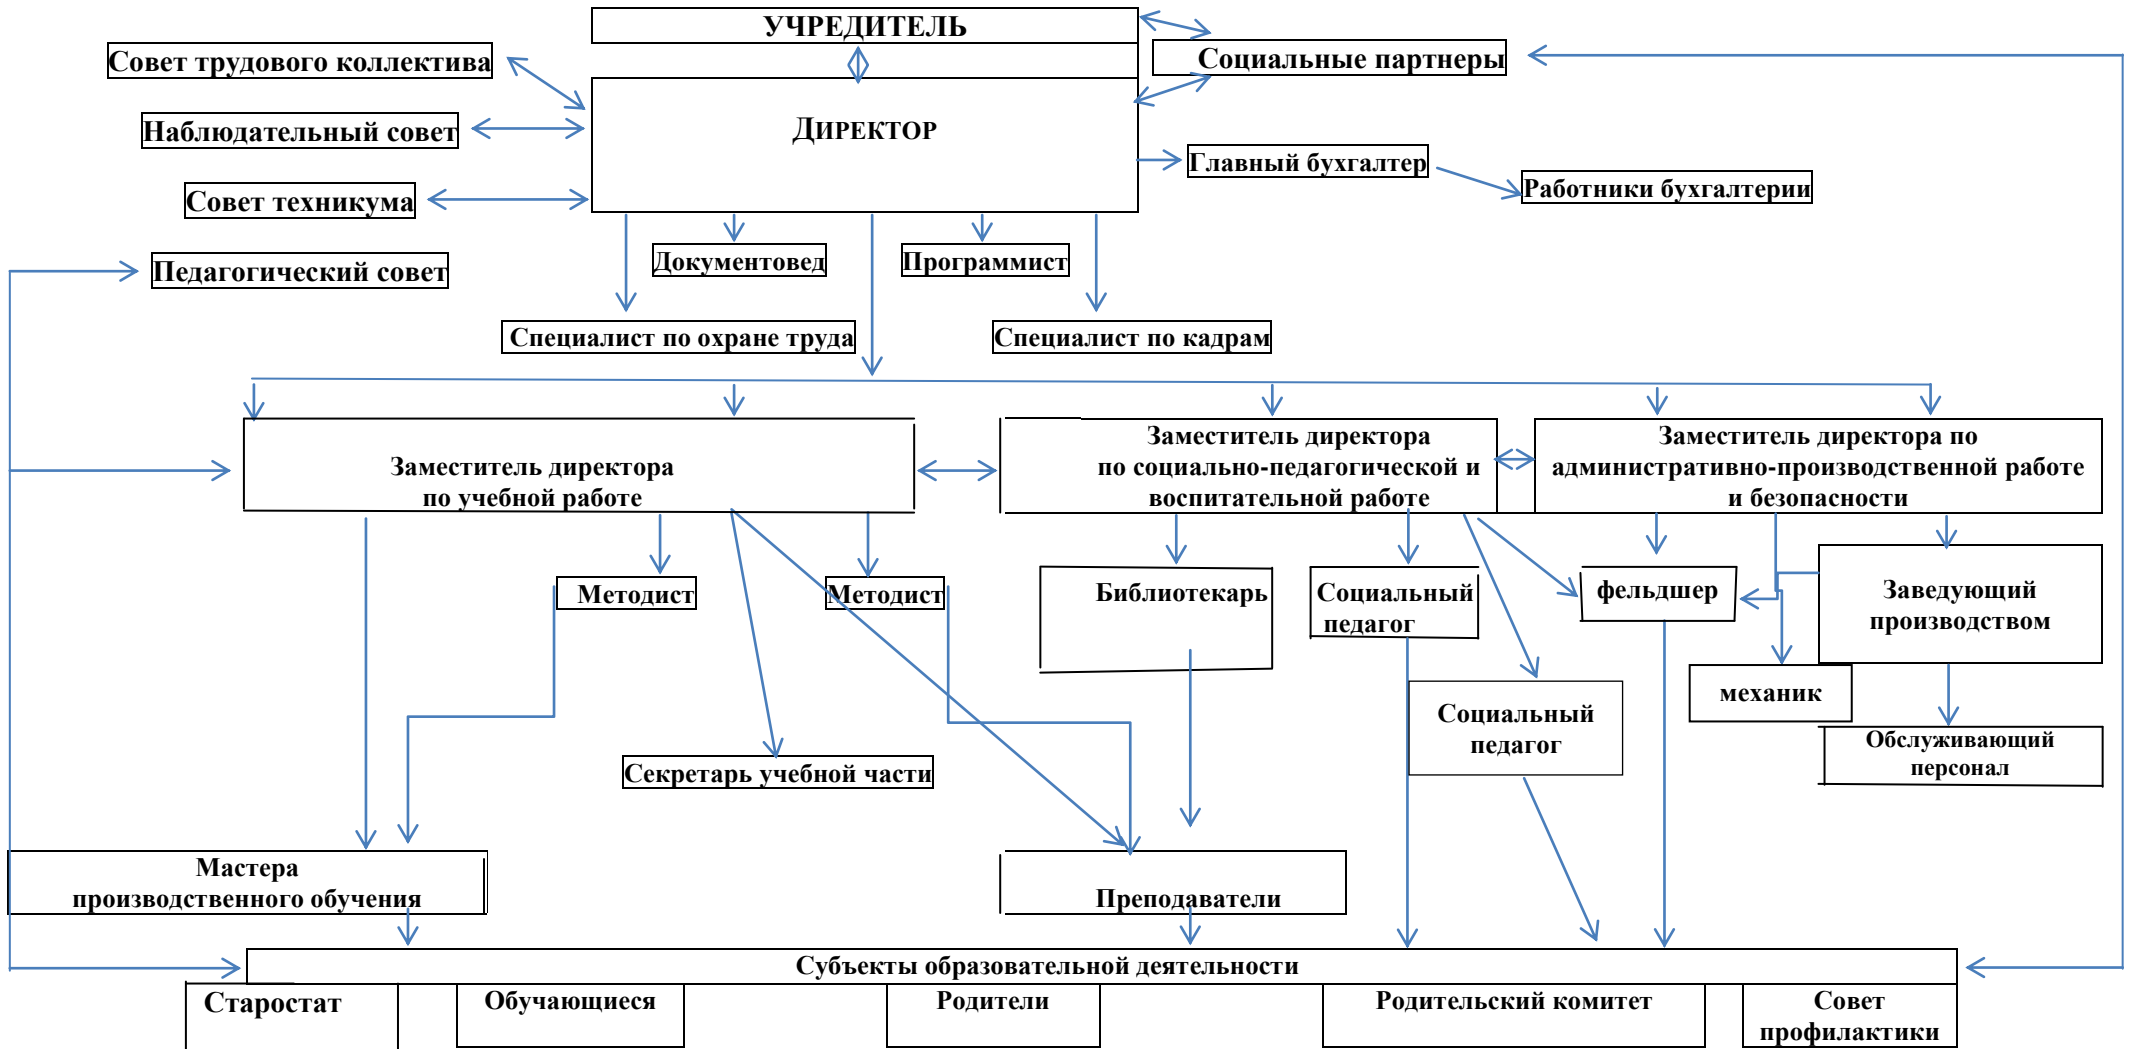 УЧРЕДИТЕЛЬ
Совет трудового коллектива
Социальные партнеры
Наблюдательный совет
ДИРЕКТОР
Главный бухгалтер
Работники бухгалтерии
Совет техникума
Педагогический совет
Документовед
Программист
Специалист по охране труда
Специалист по кадрам
Заместитель директора
по учебной работе
Заместитель директора
по социально-педагогической и
воспитательной работе
Заместитель директора по
административно-производственной работе
и безопасности
Методист
Методист
Библиотекарь
Социальный
педагог
фельдшер
Заведующий
производством
механик
Социальный
педагог
Обслуживающий
персонал
Секретарь учебной части
Мастера
производственного обучения
Преподаватели
Субъекты образовательной деятельности
Старостат
Обучающиеся
Родители
Родительский комитет
Совет
профилактики